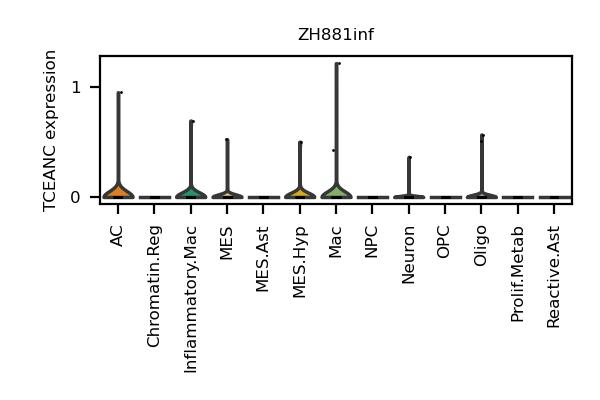 ZH881inf
TCEANC expression
1
0
AC
Chromatin.Reg
Inflammatory.Mac
MES
MES.Ast
MES.Hyp
Mac
NPC
Neuron
OPC
Oligo
Prolif.Metab
Reactive.Ast